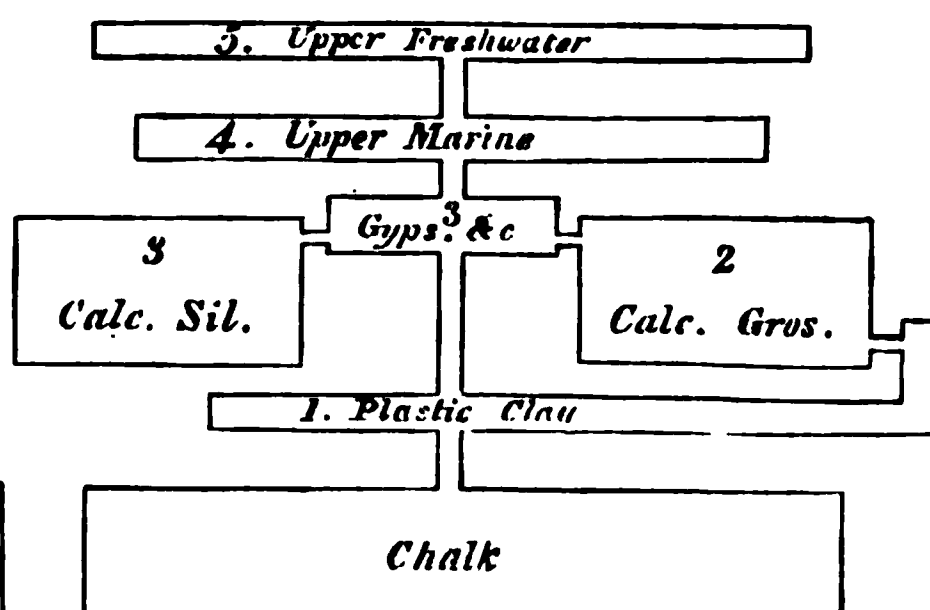 5. Upper Freshwater
4. Upper Marine
3
Gyps. &c
3
Calc. Sil.
2
Calc. Gros.
1. Plastic Clay
Chalk